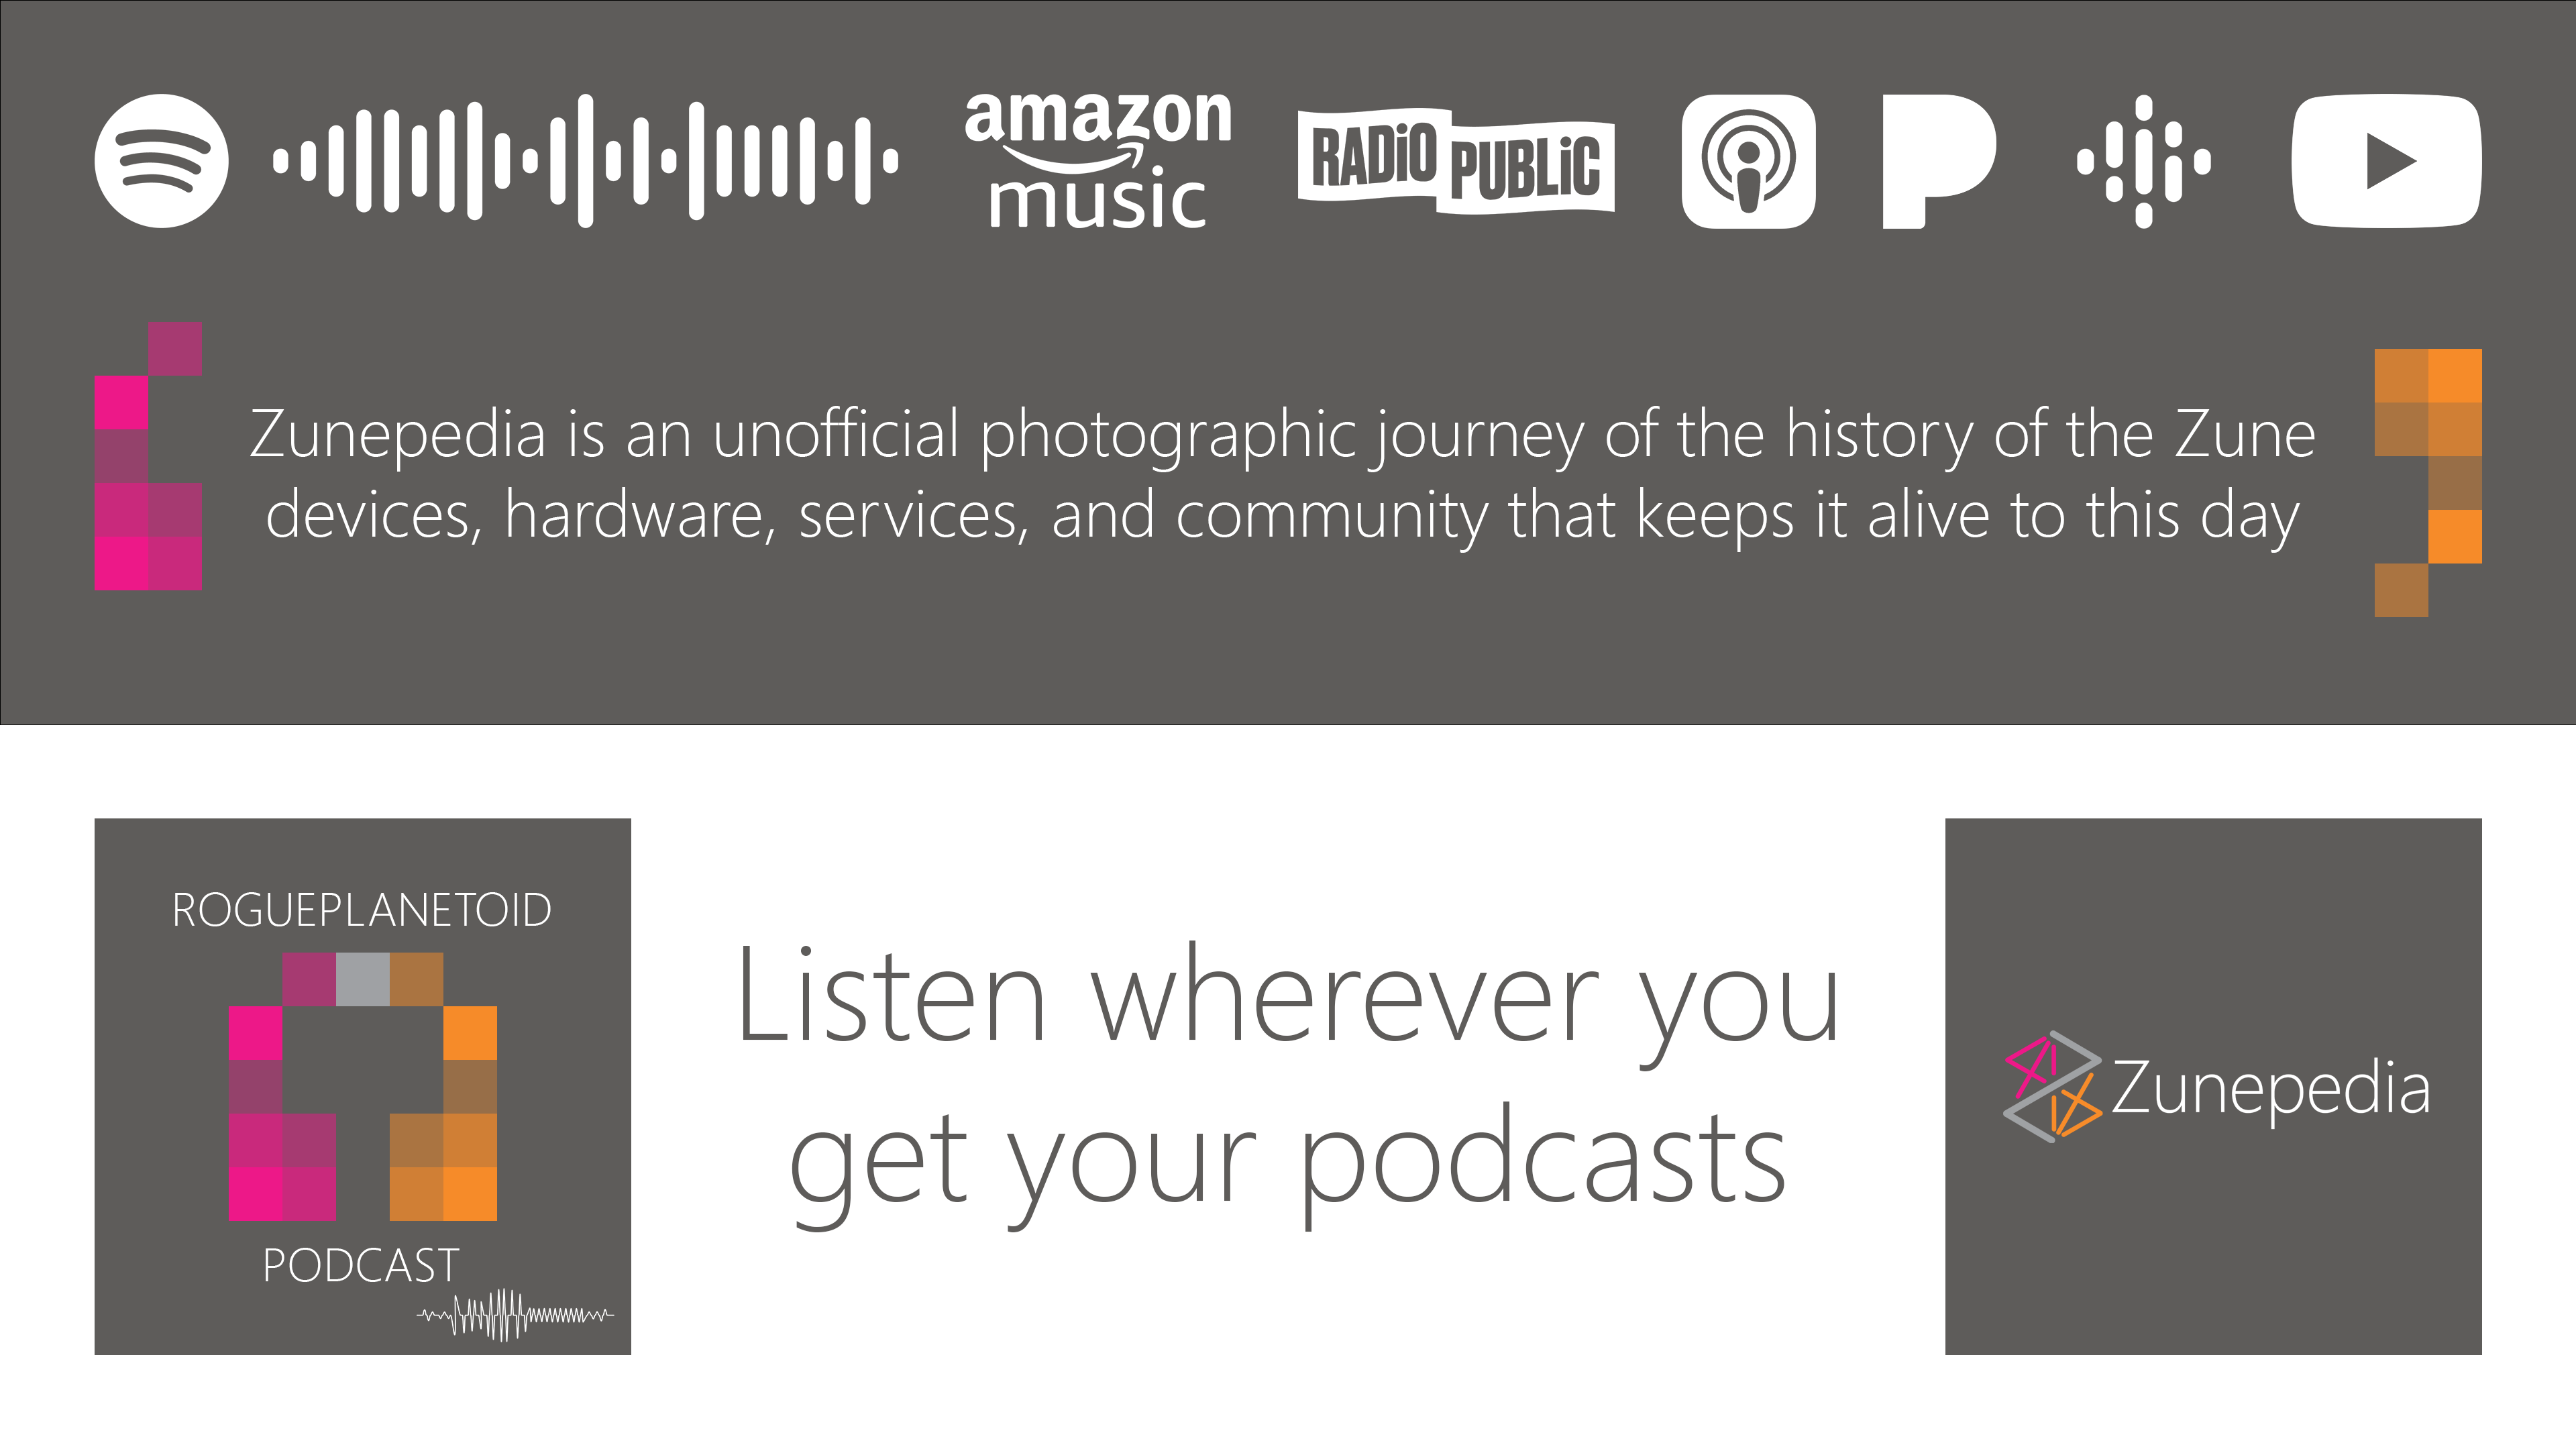 amazon
music
RADiO PUBLiC
Zunepedia is an unofficial photographic journey of the history of the Zune
devices, hardware, services, and community that keeps it alive to this day
ROGUEPLANETOID
PODCAST
Listen wherever you
get your podcasts
Zunepedia